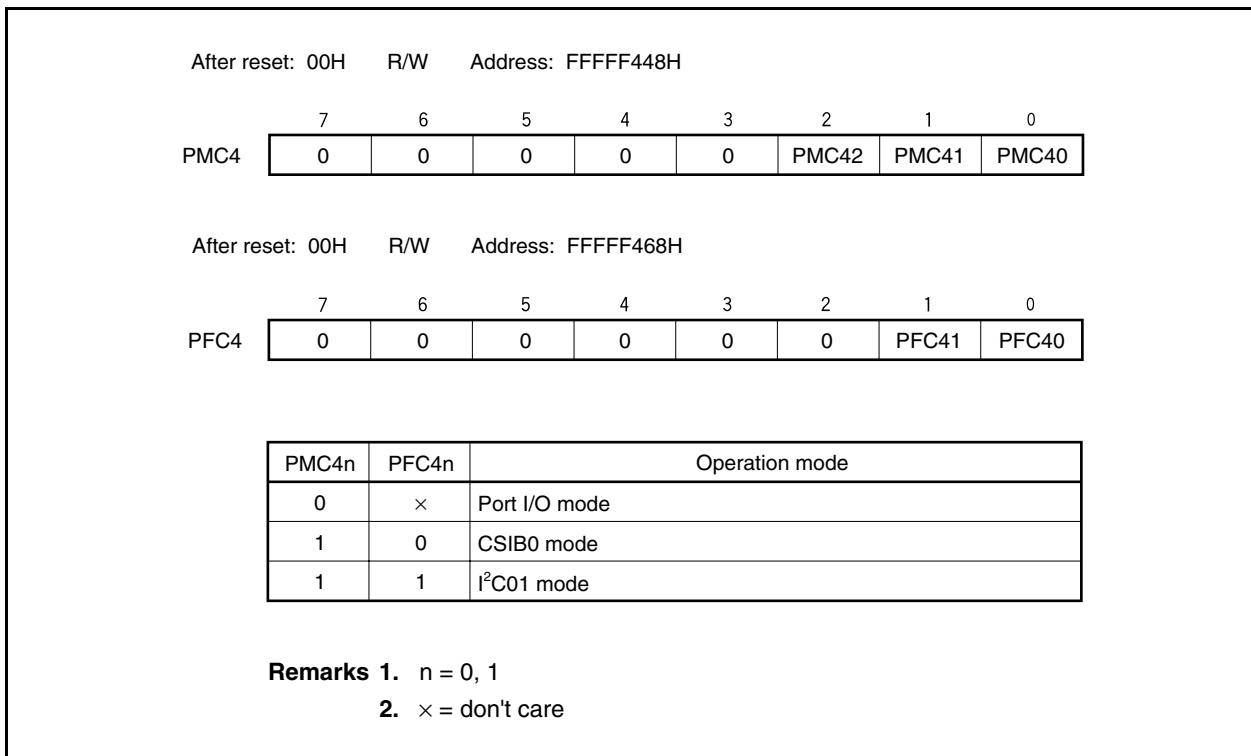 After reset: 00H R/W Address: FFFFF448H
7 6 5 4 3 2 1 0
PMC4 0 0 0 0 0 PMC42 PMC41 PMC40
After reset: 00H R/W Address: FFFFF468H
7 6 5 4 3 2 1 0
PFC4 0 0 0 0 0 0 PFC41 PFC40
PMC4n PFC4n Operation mode
0 × Port I/O mode
1 0 CSIB0 mode
1 1 I²C01 mode
Remarks 1. n = 0, 1
2. × = don't care